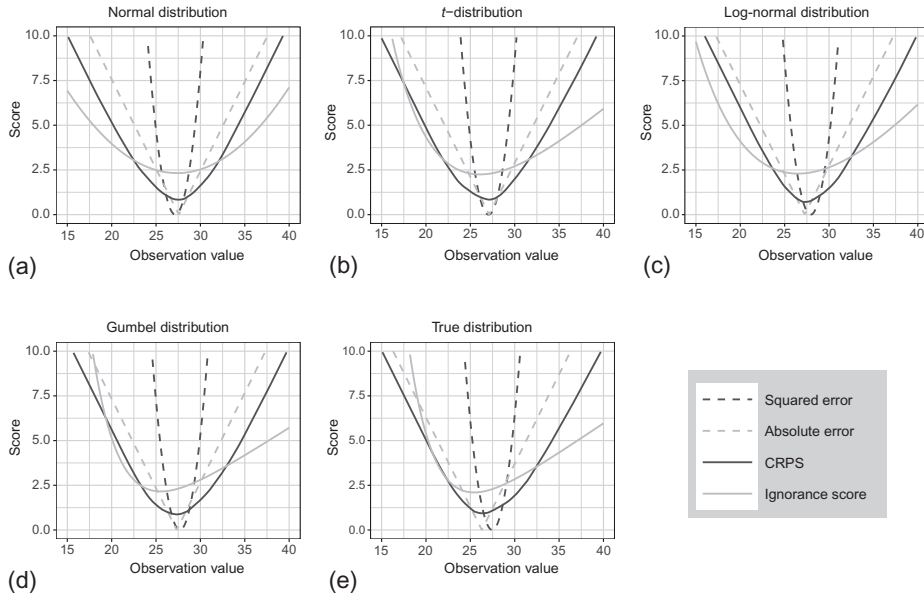 Normal distribution
10.0
7.5
5.0
2.5
0.0
Score
15 20 25 30 35 40
Observation value
(a)
t−distribution
10.0
7.5
5.0
2.5
0.0
Score
15 20 25 30 35 40
Observation value
(b)
Log-normal distribution
10.0
7.5
5.0
2.5
0.0
Score
15 20 25 30 35 40
Observation value
(c)
Gumbel distribution
10.0
7.5
5.0
2.5
0.0
Score
15 20 25 30 35 40
Observation value
(d)
True distribution
10.0
7.5
5.0
2.5
0.0
Score
15 20 25 30 35 40
Observation value
(e)
Squared error
Absolute error
CRPS
Ignorance score